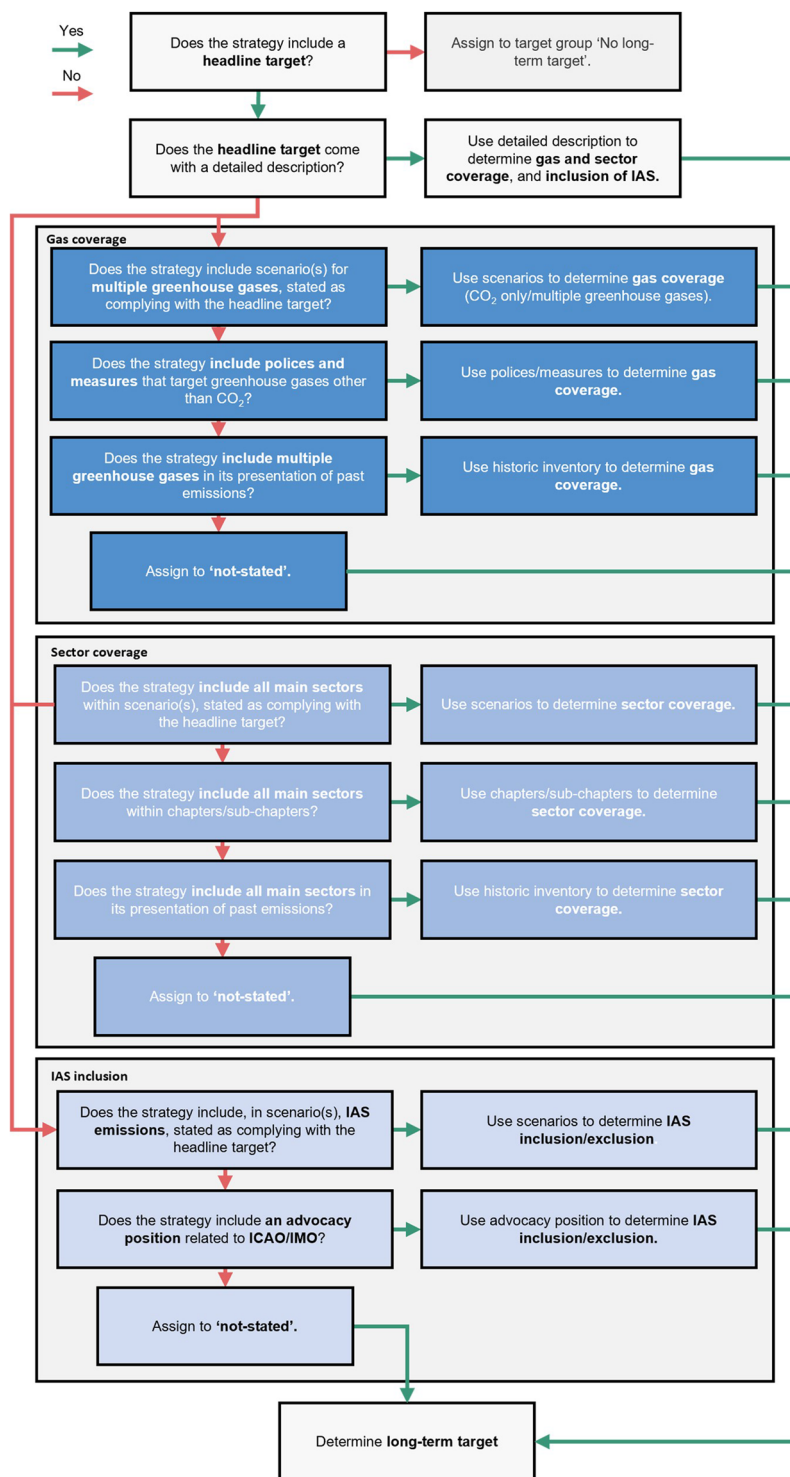 Yes
No
Does the strategy include a
headline target?
Assign to target group ‘No long-
term target’.
Does the headline target come
with a detailed description?
Use detailed description to
determine gas and sector
coverage, and inclusion of IAS.
Gas coverage
Does the strategy include scenario(s) for
multiple greenhouse gases, stated as
complying with the headline target?
Use scenarios to determine gas coverage
(CO₂ only/multiple greenhouse gases).
Does the strategy include polices and
measures that target greenhouse gases other
than CO₂?
Use polices/measures to determine gas
coverage.
Does the strategy include multiple
greenhouse gases in its presentation of past
emissions?
Use historic inventory to determine gas
coverage.
Assign to ‘not-stated’.
Sector coverage
Does the strategy include all main sectors
within scenario(s), stated as complying with
the headline target?
Use scenarios to determine sector coverage.
Does the strategy include all main sectors
within chapters/sub-chapters?
Use chapters/sub-chapters to determine
sector coverage.
Does the strategy include all main sectors in
its presentation of past emissions?
Use historic inventory to determine sector
coverage.
Assign to ‘not-stated’.
IAS inclusion
Does the strategy include, in scenario(s), IAS
emissions, stated as complying with the
headline target?
Use scenarios to determine IAS
inclusion/exclusion
Does the strategy include an advocacy
position related to ICAO/IMO?
Use advocacy position to determine IAS
inclusion/exclusion.
Assign to ‘not-stated’.
Determine long-term target